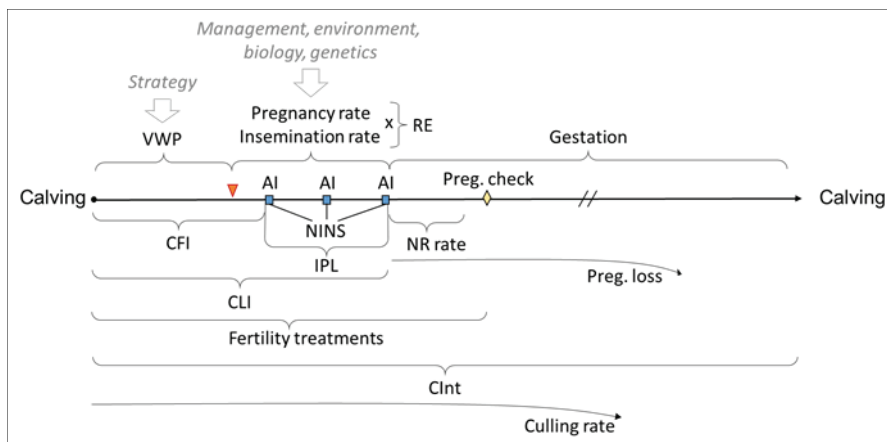 Management, environment,
biology, genetics
Strategy
Pregnancy rate
Insemination rate
x
RE
VWP
Gestation
AI
AI
AI
Preg. check
Calving
Calving
//
CFI
NINS
NR rate
IPL
Preg. loss
CLI
Fertility treatments
CInt
Culling rate